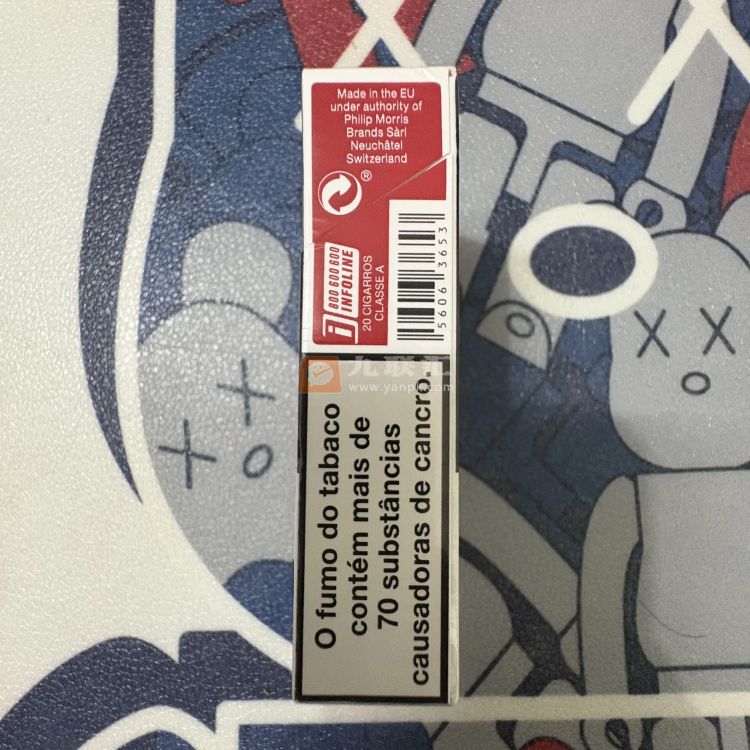 Made in the EU
under authority of
Philip Morris
Brands Sàrl
Neuchâtel
Switzerland
®
i 800 600 600
INFOLINE
20 CIGARROS
CLASSE A
5606 3653
九联汇
www.yanpk.com
O fumo do tabaco
contém mais de
70 substâncias
causadoras de cancro.